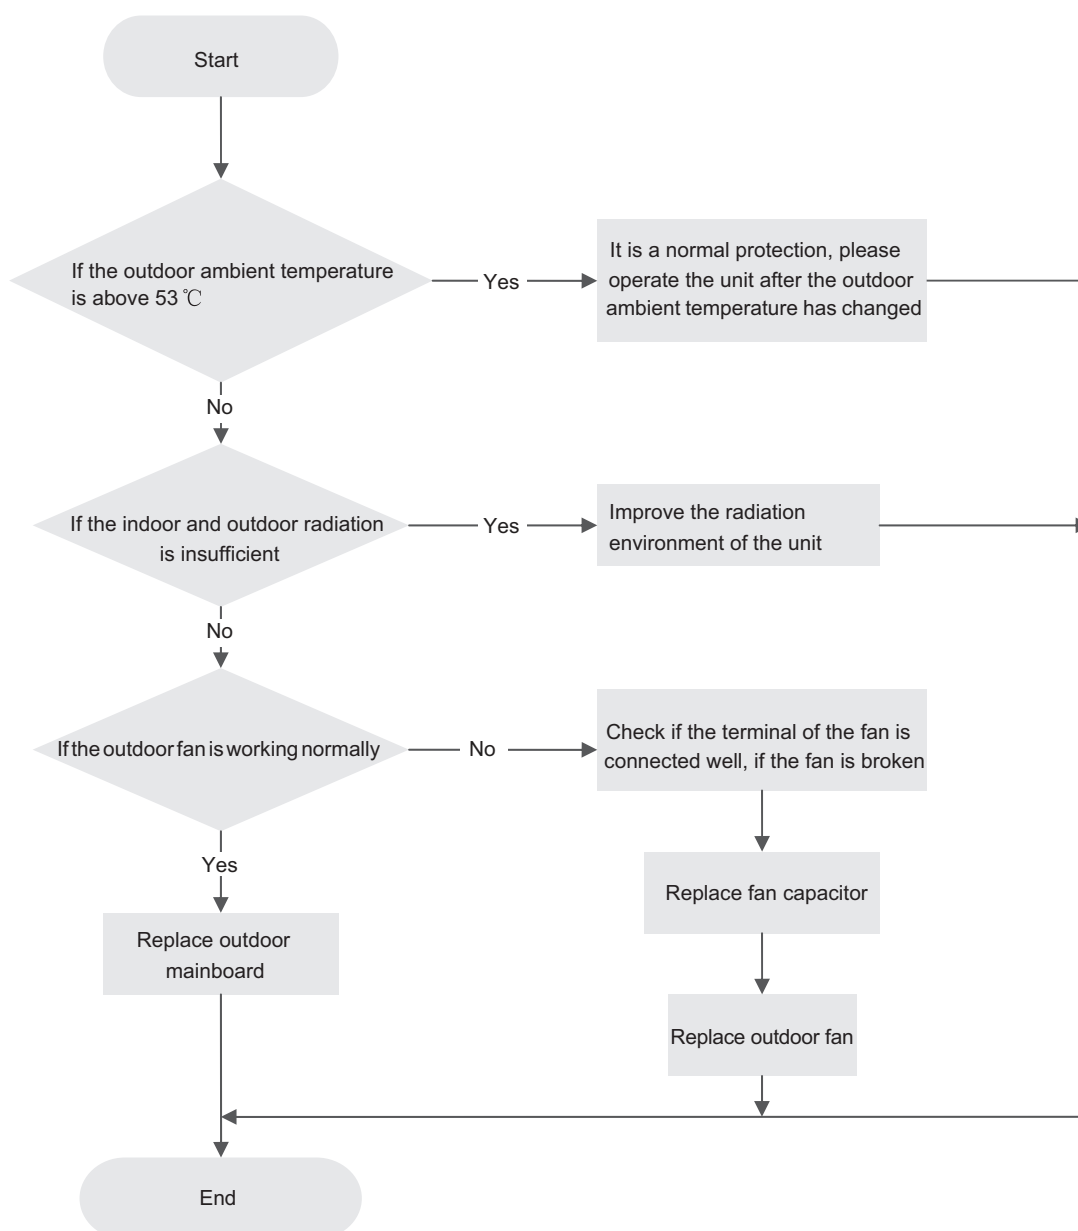 Start
If the outdoor ambient temperature
is above 53 ℃
Yes
It is a normal protection, please
operate the unit after the outdoor
ambient temperature has changed
No
If the indoor and outdoor radiation
is insufficient
Yes
Improve the radiation
environment of the unit
No
If the outdoor fan is working normally
No
Check if the terminal of the fan is
connected well, if the fan is broken
Yes
Replace fan capacitor
Replace outdoor
mainboard
Replace outdoor fan
End